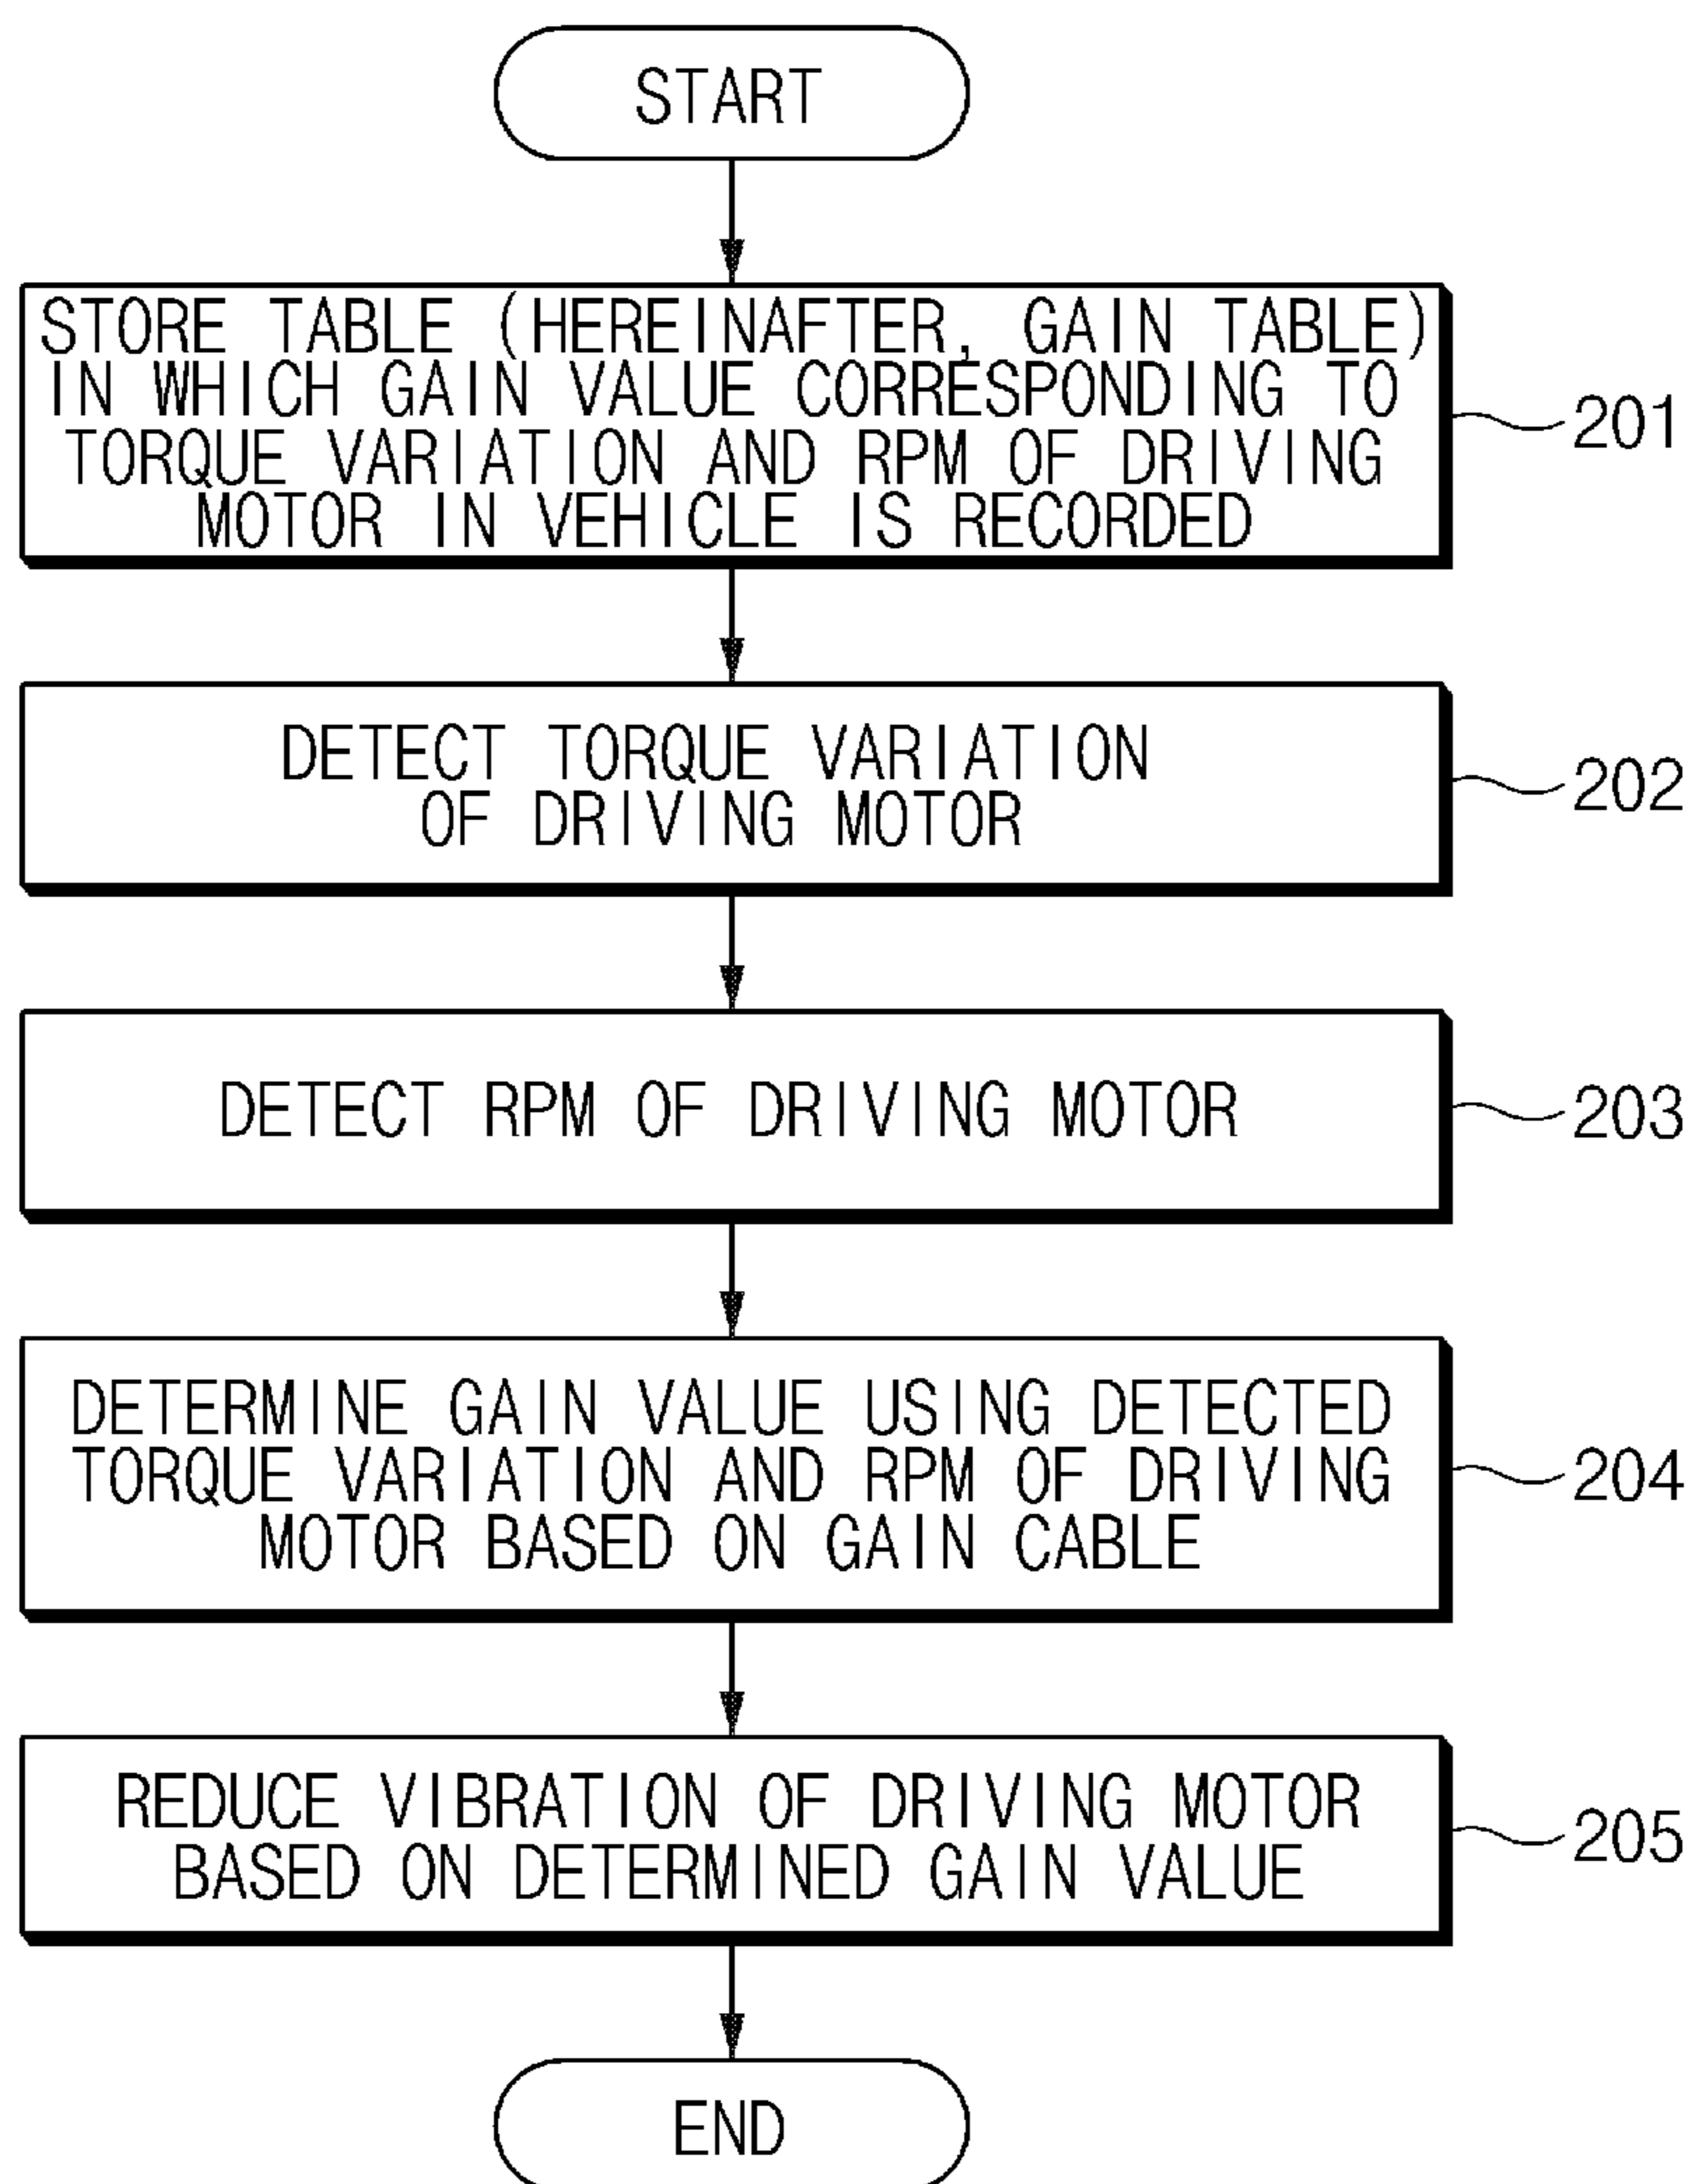 START
STORE TABLE (HEREINAFTER, GAIN TABLE)
IN WHICH GAIN VALUE CORRESPONDING TO
TORQUE VARIATION AND RPM OF DRIVING
MOTOR IN VEHICLE IS RECORDED
201
DETECT TORQUE VARIATION
OF DRIVING MOTOR
202
DETECT RPM OF DRIVING MOTOR
203
DETERMINE GAIN VALUE USING DETECTED
TORQUE VARIATION AND RPM OF DRIVING
MOTOR BASED ON GAIN CABLE
204
REDUCE VIBRATION OF DRIVING MOTOR
BASED ON DETERMINED GAIN VALUE
205
END